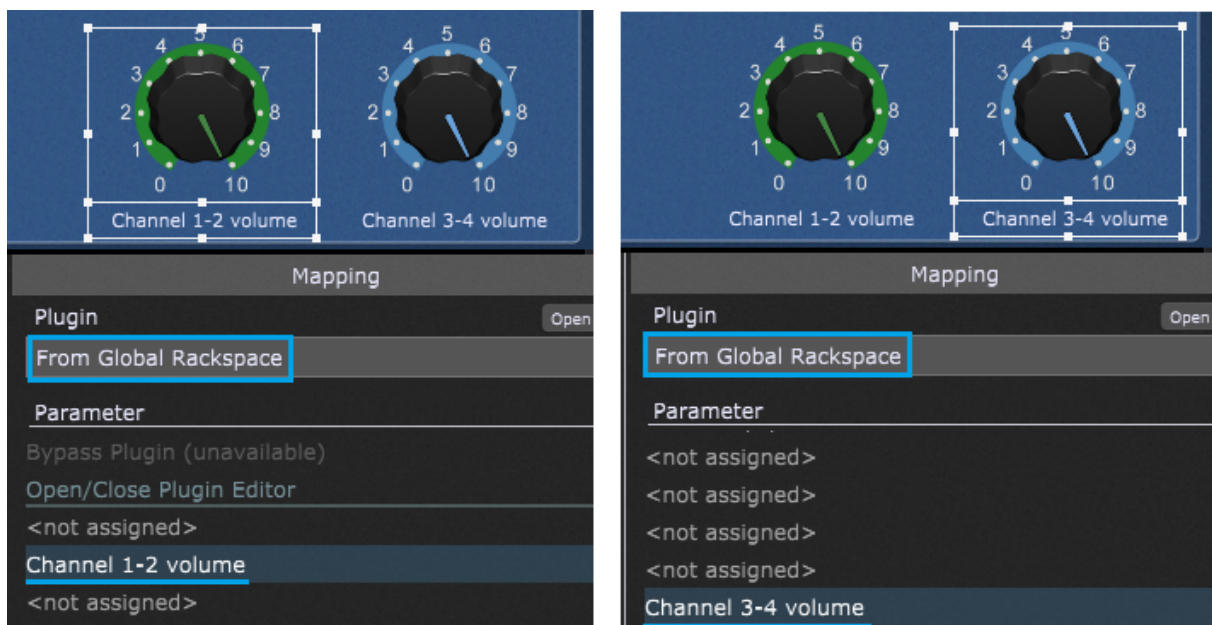 4 5 6
3 7
2 8
1 9
0 10
Channel 1-2 volume
4 5 6
3 7
2 8
1 9
0 10
Channel 3-4 volume
Mapping
Plugin
Open
From Global Rackspace
Parameter
Bypass Plugin (unavailable)
Open/Close Plugin Editor
<not assigned>
Channel 1-2 volume
<not assigned>
4 5 6
3 7
2 8
1 9
0 10
Channel 1-2 volume
4 5 6
3 7
2 8
1 9
0 10
Channel 3-4 volume
Mapping
Plugin
Open
From Global Rackspace
Parameter
<not assigned>
<not assigned>
<not assigned>
<not assigned>
Channel 3-4 volume